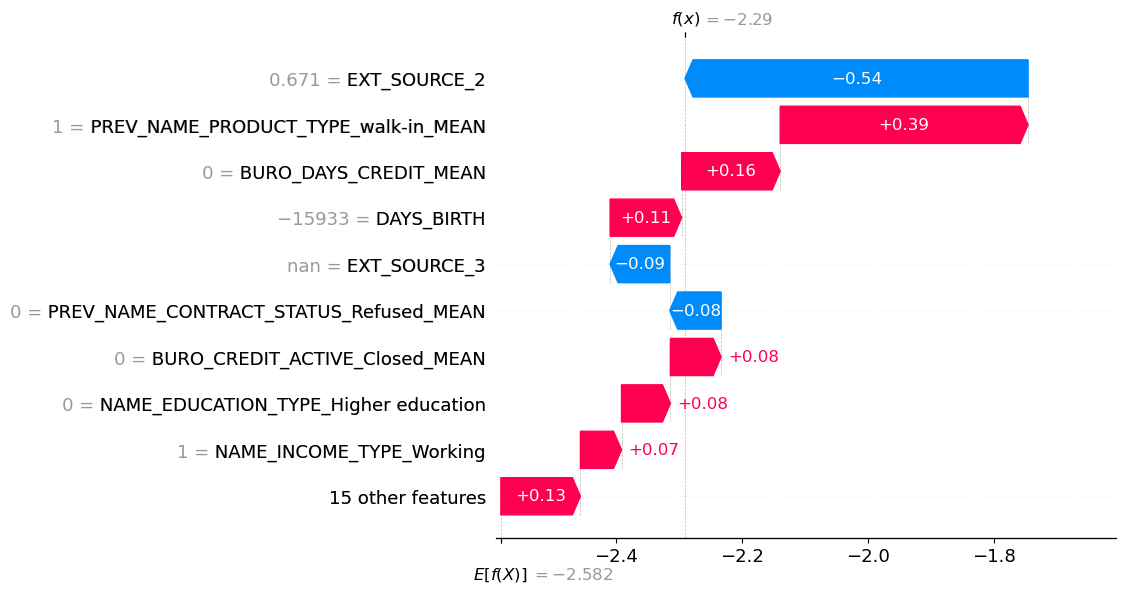 f(x) = −2.29
0.671 = EXT_SOURCE_2 −0.54
1 = PREV_NAME_PRODUCT_TYPE_walk-in_MEAN +0.39
0 = BURO_DAYS_CREDIT_MEAN +0.16
−15933 = DAYS_BIRTH +0.11
nan = EXT_SOURCE_3 −0.09
0 = PREV_NAME_CONTRACT_STATUS_Refused_MEAN −0.08
0 = BURO_CREDIT_ACTIVE_Closed_MEAN +0.08
0 = NAME_EDUCATION_TYPE_Higher education +0.08
1 = NAME_INCOME_TYPE_Working +0.07
15 other features +0.13
−2.4 −2.2 −2.0 −1.8
E[f(X)] = −2.582